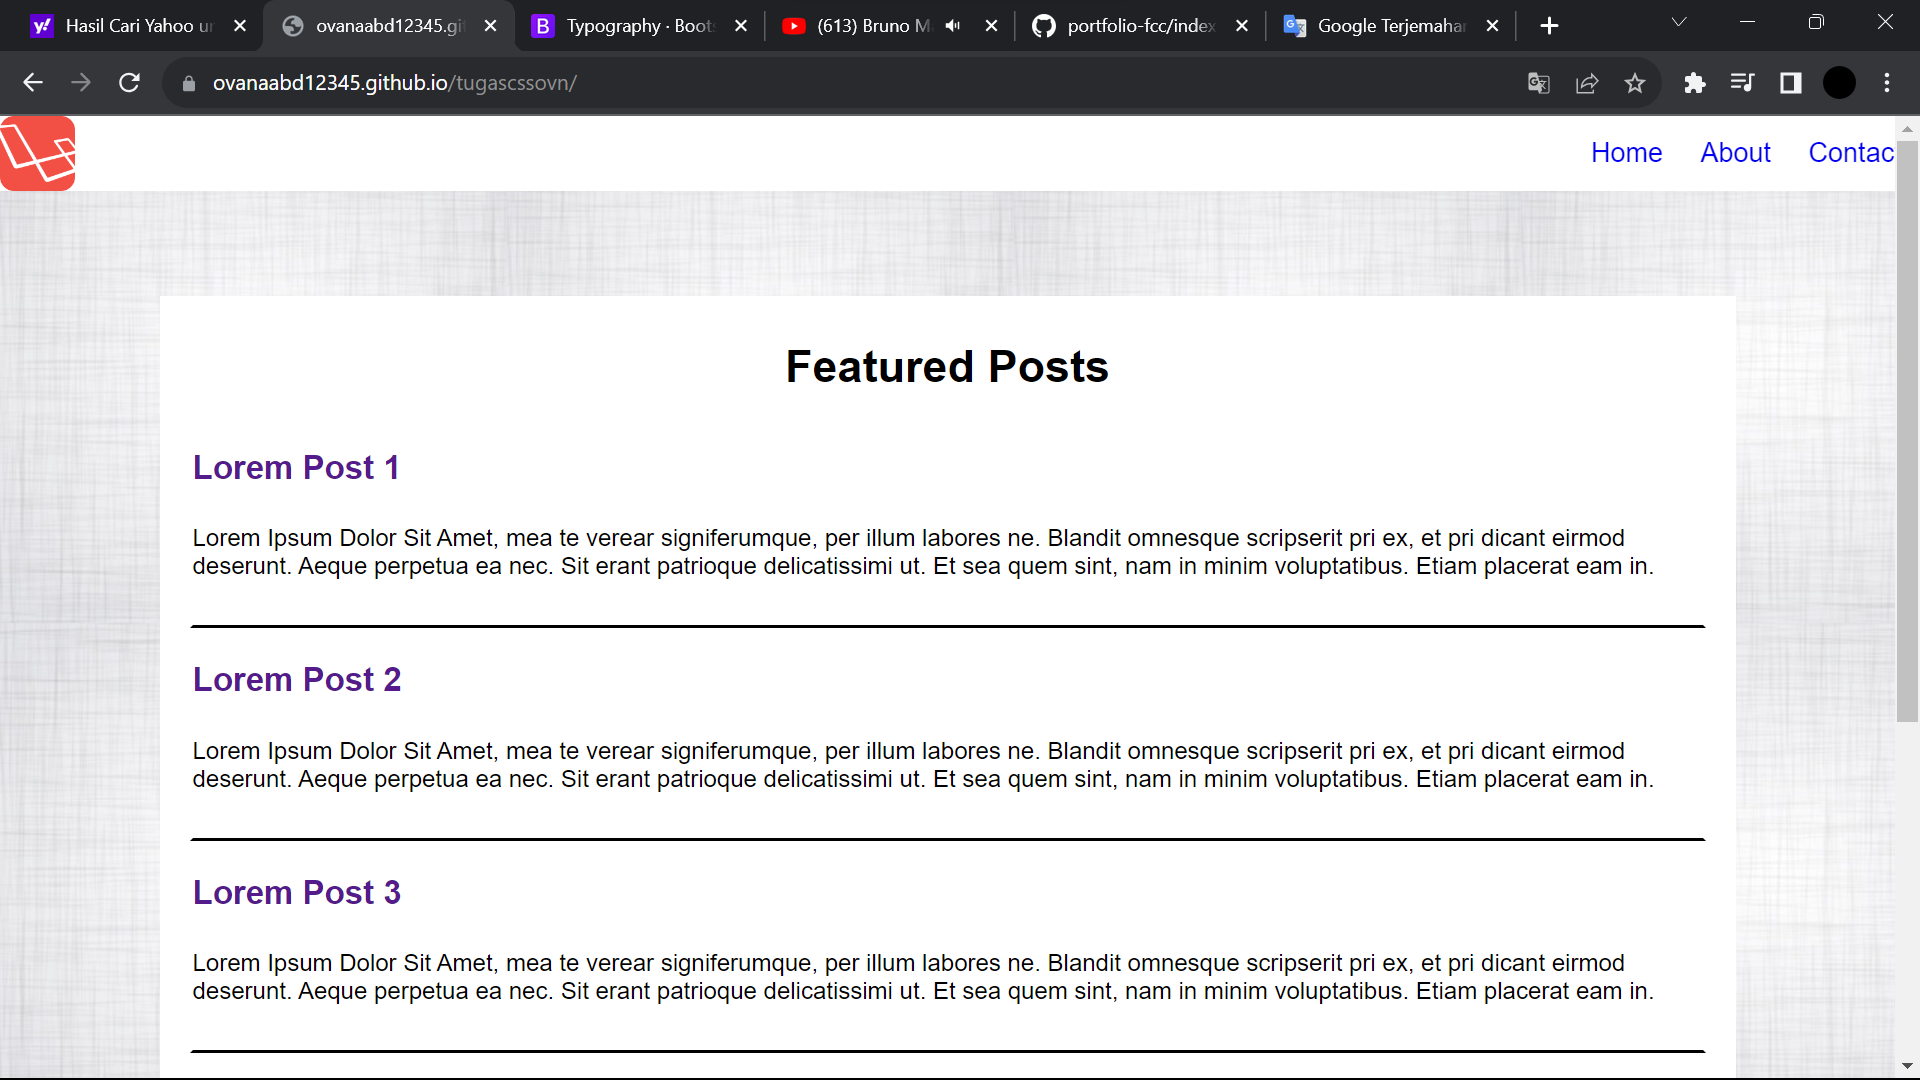 Hasil Cari Yahoo un
ovanaabd12345.git
Typography · Boots
(613) Bruno Ma
portfolio-fcc/index
Google Terjemahan
ovanaabd12345.github.io/tugascssovn/
Home About Contac
Featured Posts
Lorem Post 1
Lorem Ipsum Dolor Sit Amet, mea te verear signiferumque, per illum labores ne. Blandit omnesque scripserit pri ex, et pri dicant eirmod
deserunt. Aeque perpetua ea nec. Sit erant patrioque delicatissimi ut. Et sea quem sint, nam in minim voluptatibus. Etiam placerat eam in.
Lorem Post 2
Lorem Ipsum Dolor Sit Amet, mea te verear signiferumque, per illum labores ne. Blandit omnesque scripserit pri ex, et pri dicant eirmod
deserunt. Aeque perpetua ea nec. Sit erant patrioque delicatissimi ut. Et sea quem sint, nam in minim voluptatibus. Etiam placerat eam in.
Lorem Post 3
Lorem Ipsum Dolor Sit Amet, mea te verear signiferumque, per illum labores ne. Blandit omnesque scripserit pri ex, et pri dicant eirmod
deserunt. Aeque perpetua ea nec. Sit erant patrioque delicatissimi ut. Et sea quem sint, nam in minim voluptatibus. Etiam placerat eam in.